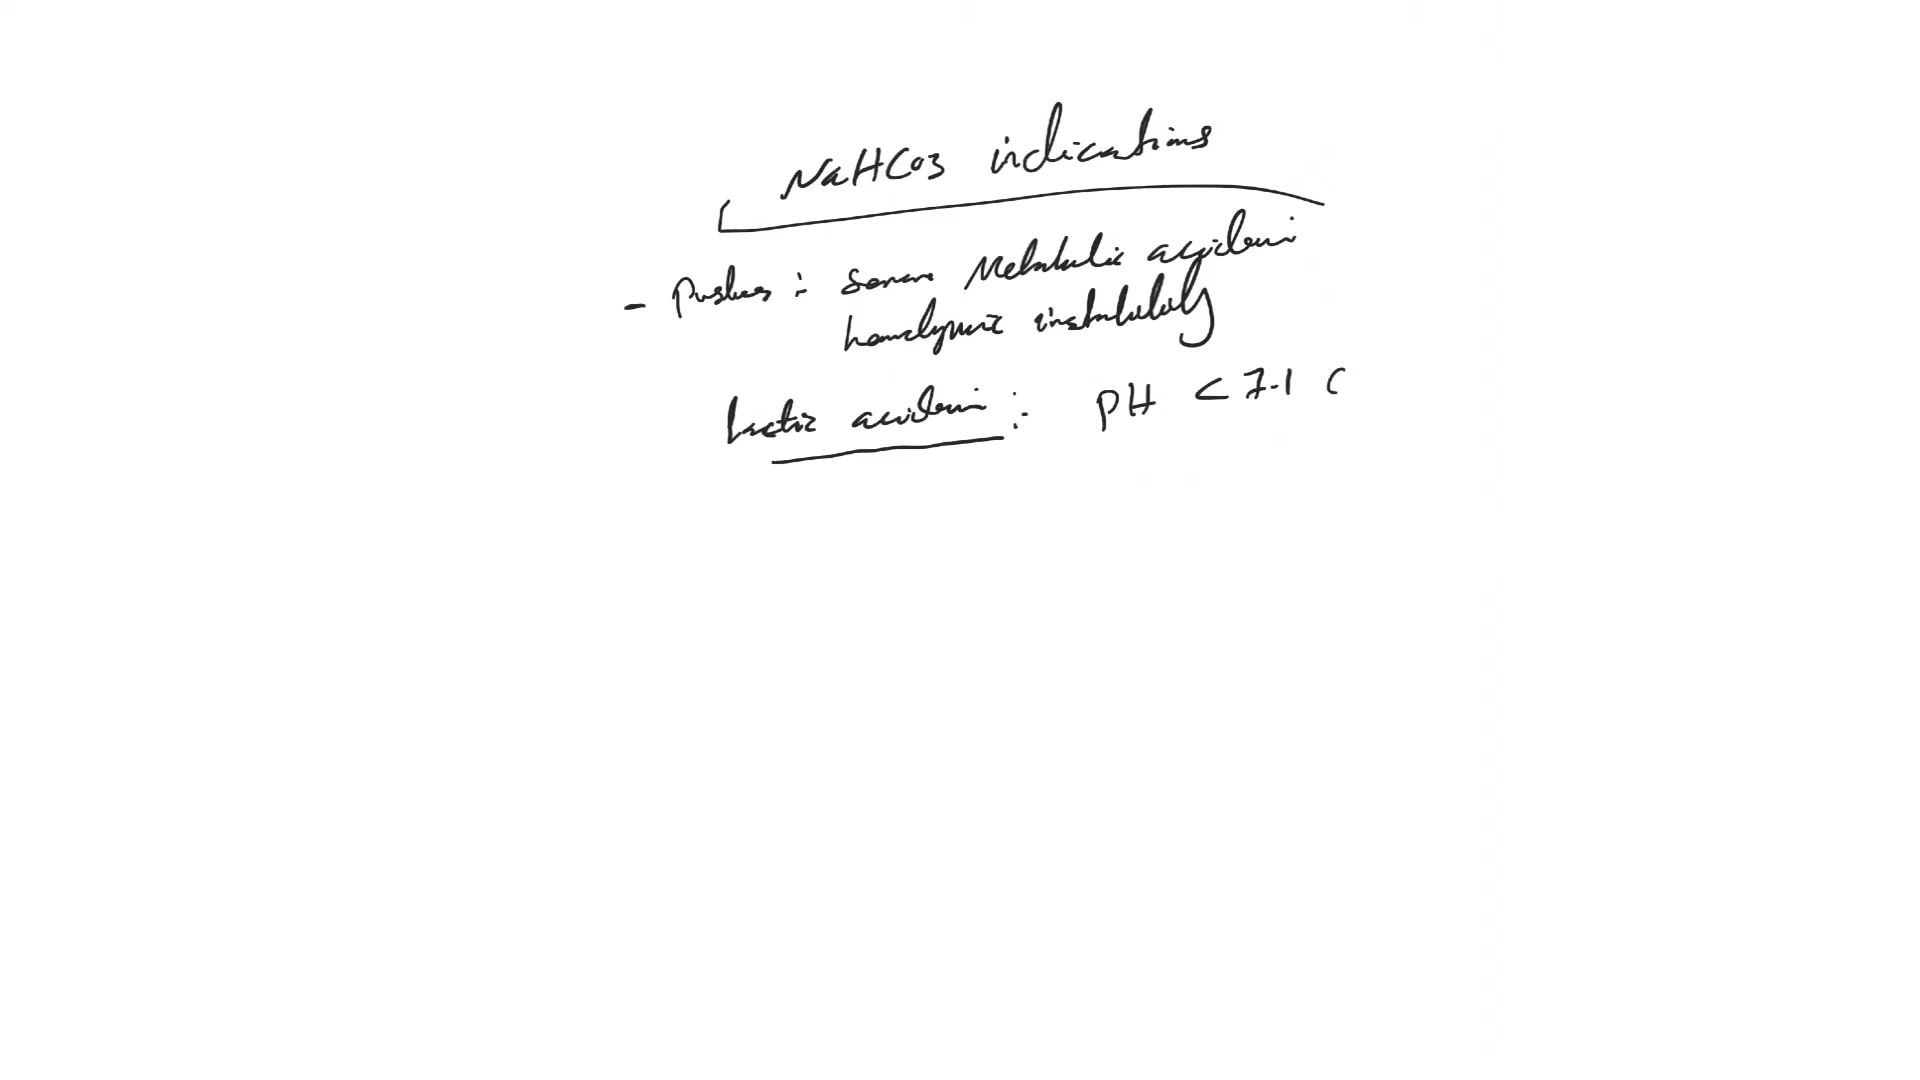 NaHCO3 indications
- Pushes : Severe Metabolic acidemia
hemodynamic instability
Lactic acidemia : PH < 7.1 (